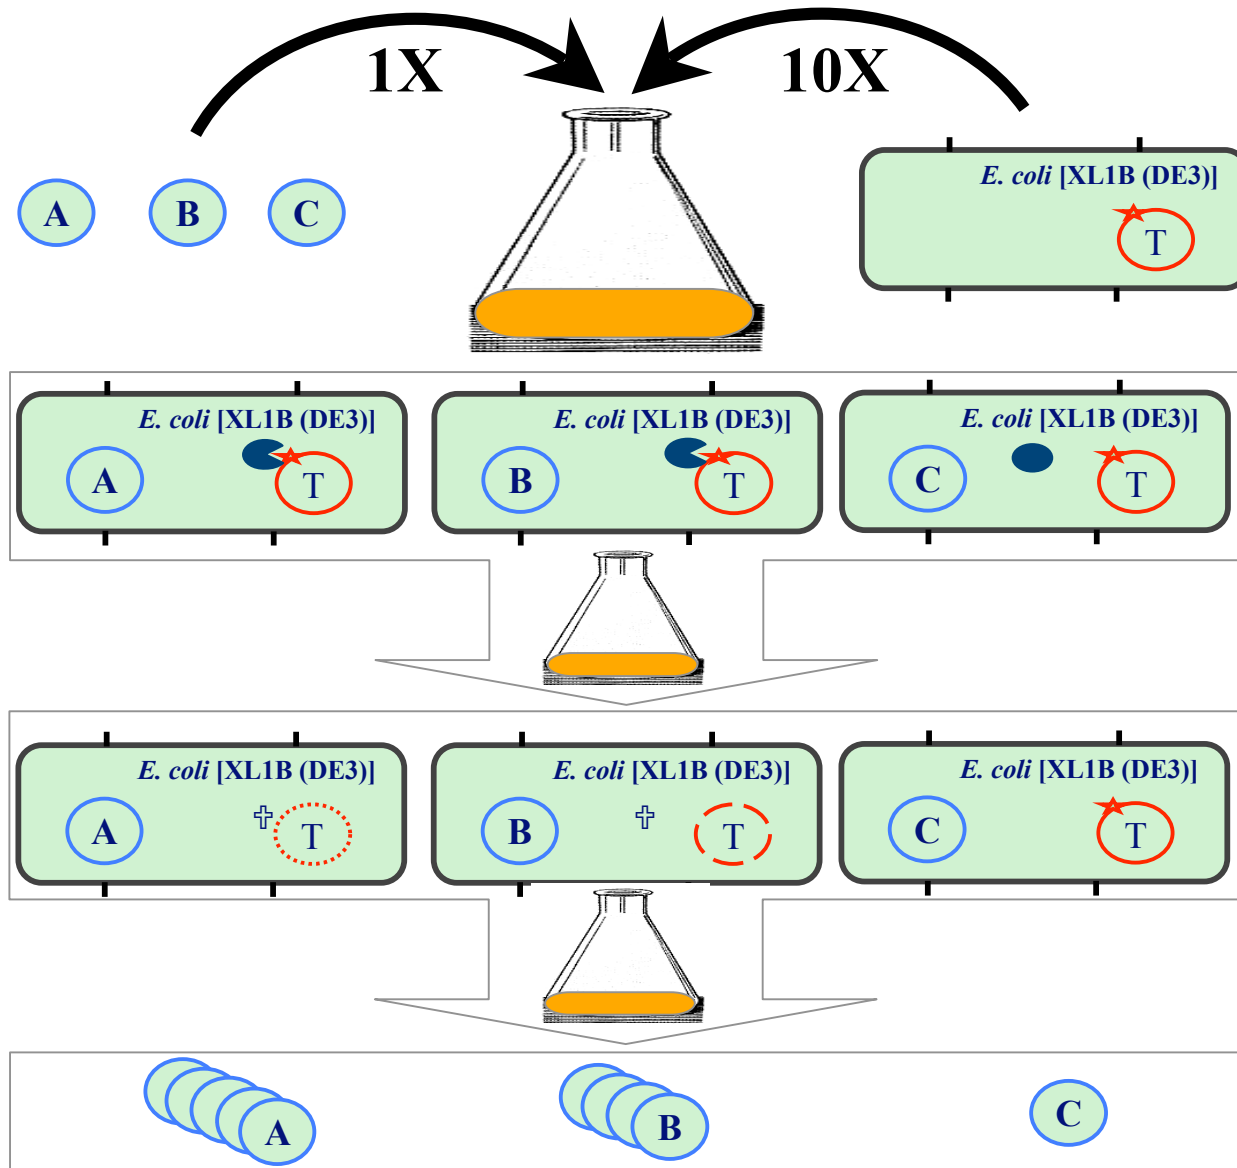 1X
10X
A
B
C
E. coli [XL1B (DE3)]
T
E. coli [XL1B (DE3)]
A
T
E. coli [XL1B (DE3)]
B
T
E. coli [XL1B (DE3)]
C
T
E. coli [XL1B (DE3)]
A
T
E. coli [XL1B (DE3)]
B
T
E. coli [XL1B (DE3)]
C
T
A
B
C